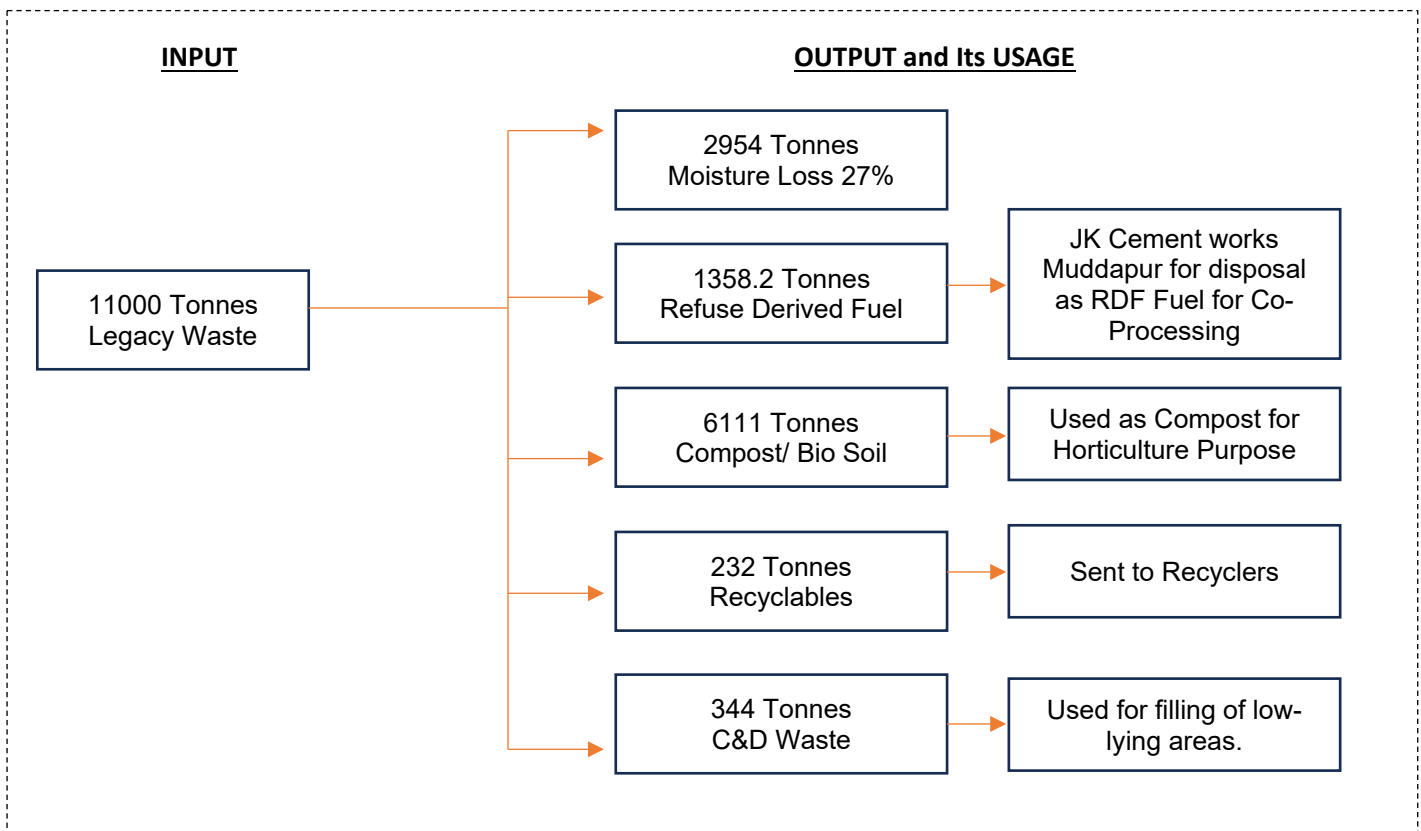 INPUT
OUTPUT and Its USAGE
11000 Tonnes
Legacy Waste
2954 Tonnes
Moisture Loss 27%
1358.2 Tonnes
Refuse Derived Fuel
JK Cement works
Muddapur for disposal
as RDF Fuel for Co-
Processing
6111 Tonnes
Compost/ Bio Soil
Used as Compost for
Horticulture Purpose
232 Tonnes
Recyclables
Sent to Recyclers
344 Tonnes
C&D Waste
Used for filling of low-
lying areas.